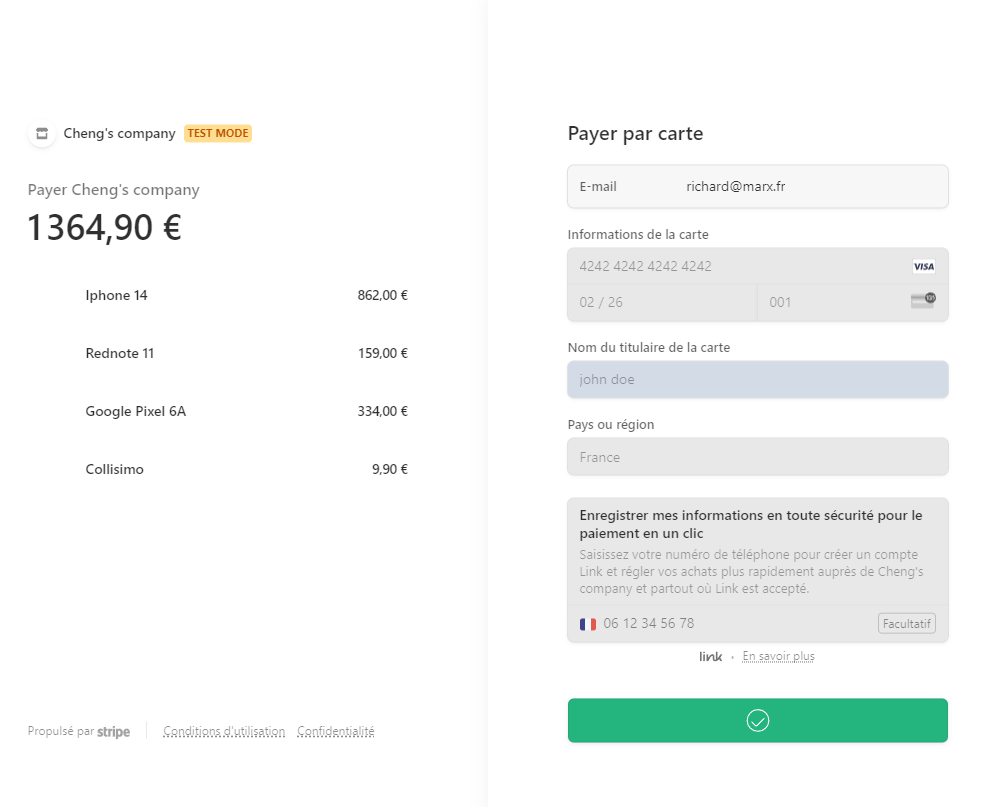 Cheng's company TEST MODE
Payer Cheng's company
1364,90 €
Iphone 14 862,00 €
Rednote 11 159,00 €
Google Pixel 6A 334,00 €
Collisimo 9,90 €
Propulsé par stripe Conditions d'utilisation Confidentialité
Payer par carte
E-mail richard@marx.fr
Informations de la carte
4242 4242 4242 4242 VISA
02 / 26 001
Nom du titulaire de la carte
john doe
Pays ou région
France
Enregistrer mes informations en toute sécurité pour le
paiement en un clic
Saisissez votre numéro de téléphone pour créer un compte
Link et régler vos achats plus rapidement auprès de Cheng's
company et partout où Link est accepté.
06 12 34 56 78 Facultatif
link • En savoir plus